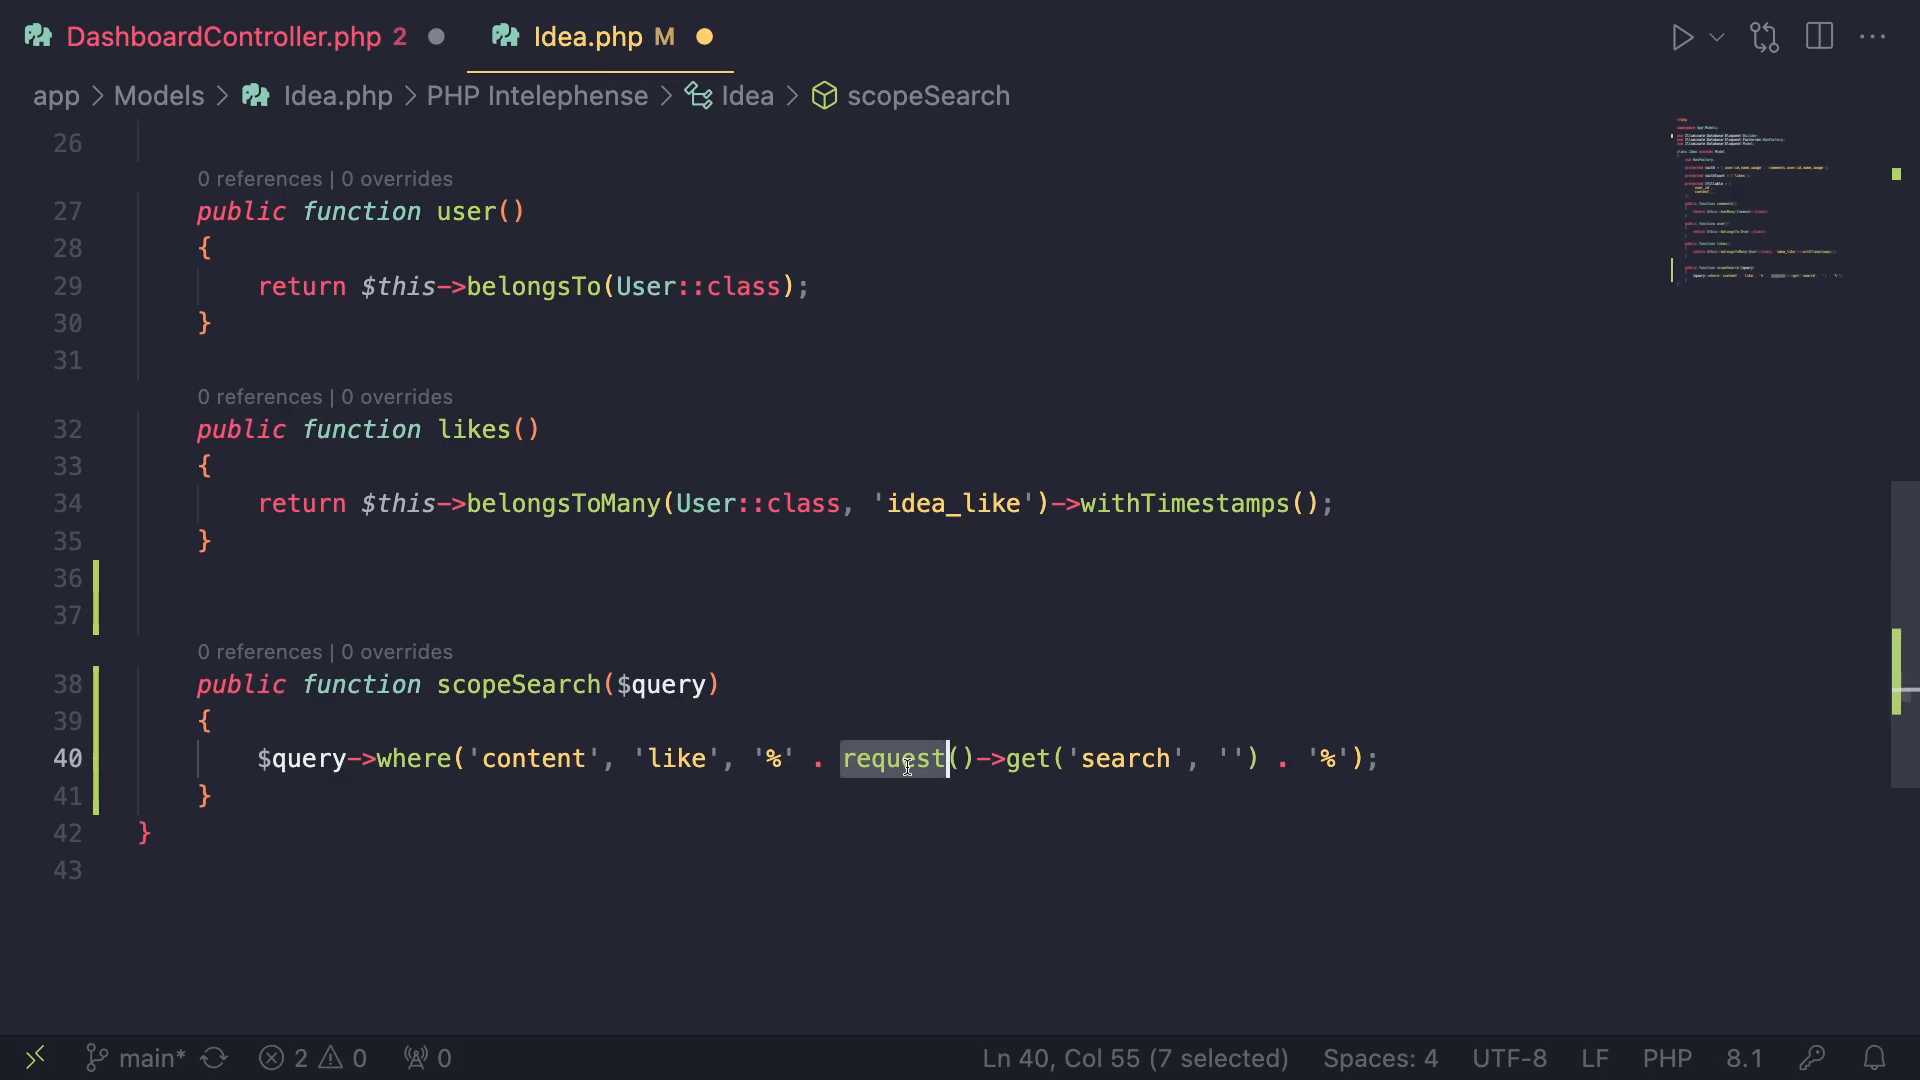 DashboardController.php 2
Idea.php M
app > Models > Idea.php > PHP Intelephense > Idea > scopeSearch
26
0 references | 0 overrides
27 public function user()
28 {
29 return $this->belongsTo(User::class);
30 }
31
0 references | 0 overrides
32 public function likes()
33 {
34 return $this->belongsToMany(User::class, 'idea_like')->withTimestamps();
35 }
36
37
0 references | 0 overrides
38 public function scopeSearch($query)
39 {
40 $query->where('content', 'like', '%' . request()->get('search', '') . '%');
41 }
42 }
43
main* 2 0 0 Ln 40, Col 55 (7 selected) Spaces: 4 UTF-8 LF PHP 8.1